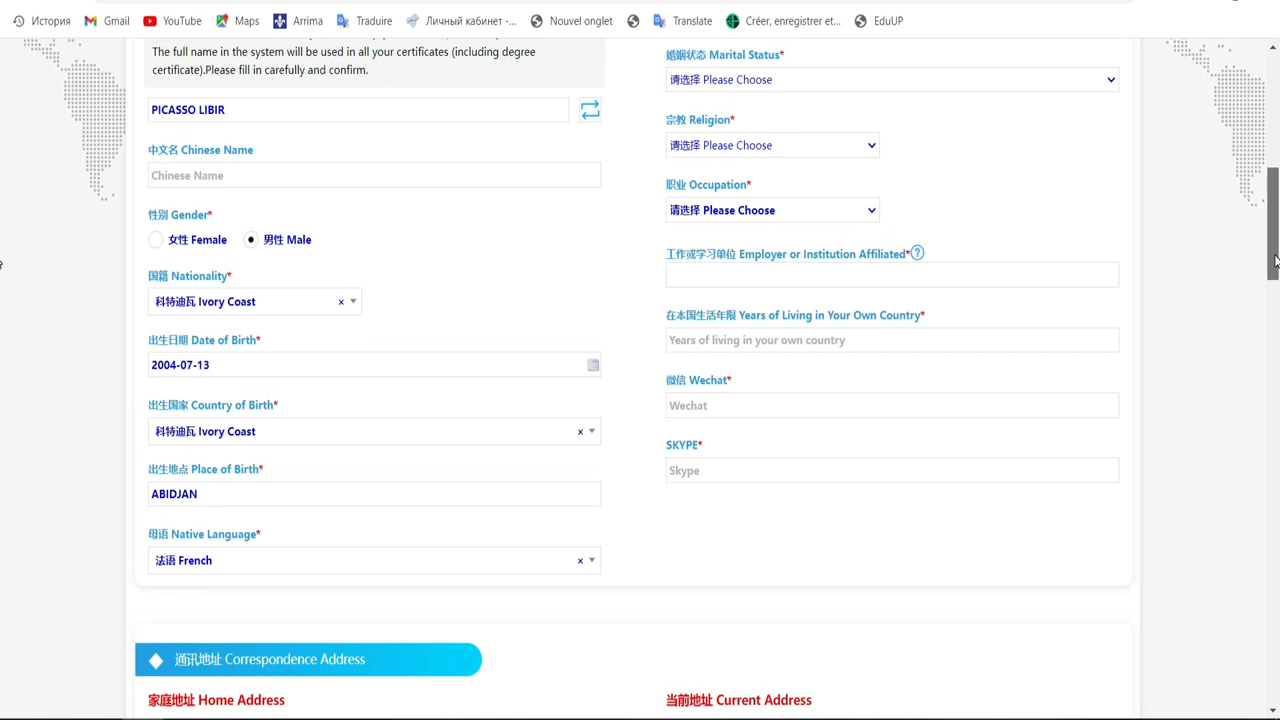 История Gmail YouTube Maps Arrima Traduire Личный кабинет -... Nouvel onglet Translate Créer, enregistrer et... EduUP
The full name in the system will be used in all your certificates (including degree
certificate).Please fill in carefully and confirm.
PICASSO LIBIR
中文名 Chinese Name
Chinese Name
性别 Gender*
女性 Female 男性 Male
国籍 Nationality*
科特迪瓦 Ivory Coast ×
出生日期 Date of Birth*
2004-07-13
出生国家 Country of Birth*
科特迪瓦 Ivory Coast ×
出生地点 Place of Birth*
ABIDJAN
母语 Native Language*
法语 French ×
婚姻状态 Marital Status*
请选择 Please Choose
宗教 Religion*
请选择 Please Choose
职业 Occupation*
请选择 Please Choose
工作或学习单位 Employer or Institution Affiliated* ?
在本国生活年限 Years of Living in Your Own Country*
Years of living in your own country
微信 Wechat*
Wechat
SKYPE*
Skype
通讯地址 Correspondence Address
家庭地址 Home Address
当前地址 Current Address